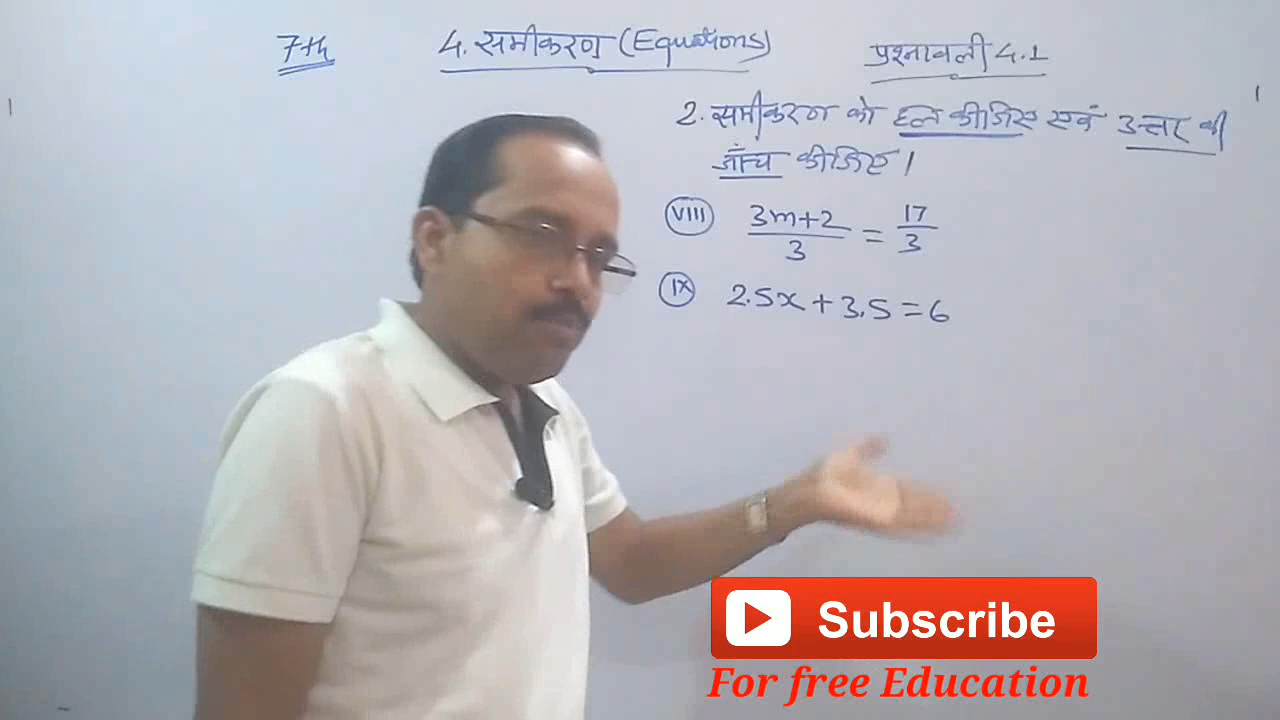 7th
4. समीकरण (Equations)
प्रश्नावली 4.1
2. समीकरण को हल कीजिए एवं उत्तर की
जाँच कीजिए।
VIII 3m+2/3 = 17/3
IX 2.5x + 3.5 = 6
Subscribe
For free Education